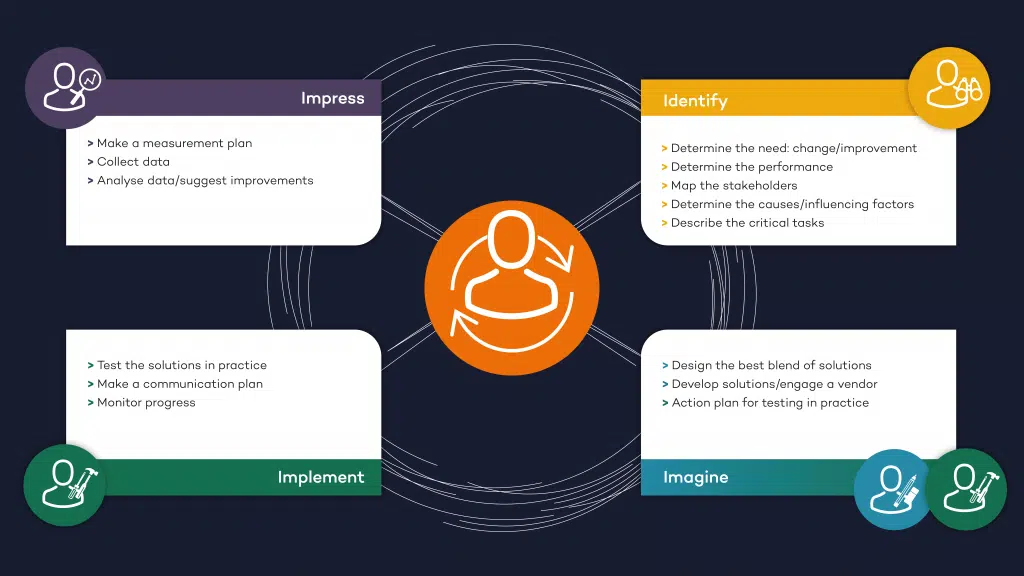 Impress
> Make a measurement plan
> Collect data
> Analyse data/suggest improvements
Identify
> Determine the need: change/improvement
> Determine the performance
> Map the stakeholders
> Determine the causes/influencing factors
> Describe the critical tasks
> Test the solutions in practice
> Make a communication plan
> Monitor progress
Implement
> Design the best blend of solutions
> Develop solutions/engage a vendor
> Action plan for testing in practice
Imagine